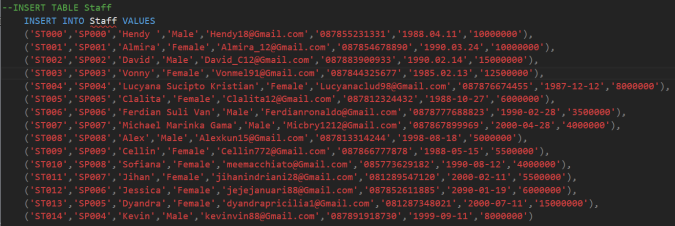 --INSERT TABLE Staff
INSERT INTO Staff VALUES
('ST000','SP000','Hendy ','Male','Hendy18@Gmail.com','087855231331','1988.04.11','10000000'),
('ST001','SP001','Almira','Female','Almira_12@Gmail.com','087854678890','1990.03.24','10000000'),
('ST002','SP002','David','Male','David_C12@Gmail.com','087883900933','1990.02.14','15000000'),
('ST003','SP003','Vonny','Female','Vonmel91@Gmail.com','087844325677','1985.02.13','12500000'),
('ST004','SP004','Lucyana Sucipto Kristian','Female','Lucyanaclud98@Gmail.com','087876674455','1987-12-12','8000000'),
('ST005','SP005','Clalita','Female','Clalita12@Gmail.com','087812324432','1988-10-27','6000000'),
('ST006','SP006','Ferdian Suli Van','Male','Ferdianronaldo@Gmail.com','0878777688823','1990-02-28','3500000'),
('ST007','SP007','Michael Marinka Gama','Male','Micbry1212@Gmail.com','087867899969','2000-04-28','4000000'),
('ST008','SP008','Alex','Male','Alexkun15@Gmail.com','087813314244','1998-08-18','5000000'),
('ST009','SP009','Cellin','Female','Cellin772@Gmail.com','087866777878','1988-05-15','5500000'),
('ST010','SP008','Sofiana','Female','meemacchiato@Gmail.com','085773629182','1990-08-12','4000000'),
('ST011','SP007','Jihan','Female','jihanindriani28@Gmail.com','081289547120','2000-02-11','5500000'),
('ST012','SP006','Jessica','Female','jejejanuari88@Gmail.com','087852611885','2090-01-19','6000000'),
('ST013','SP005','Dyandra','Female','dyandrapricilia1@Gmail.com','081287348021','2000-07-11','15000000'),
('ST014','SP004','Kevin','Male','kevinvin88@Gmail.com','087891918730','1999-09-11','8000000')